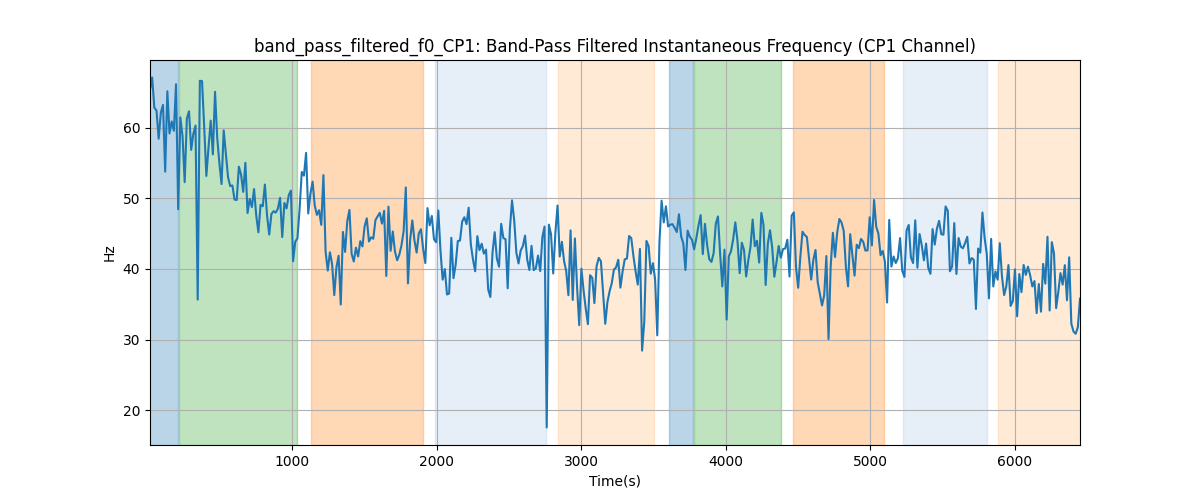 band_pass_filtered_f0_CP1: Band-Pass Filtered Instantaneous Frequency (CP1 Channel)
60
50
40
30
20
Hz
1000 2000 3000 4000 5000 6000
Time(s)